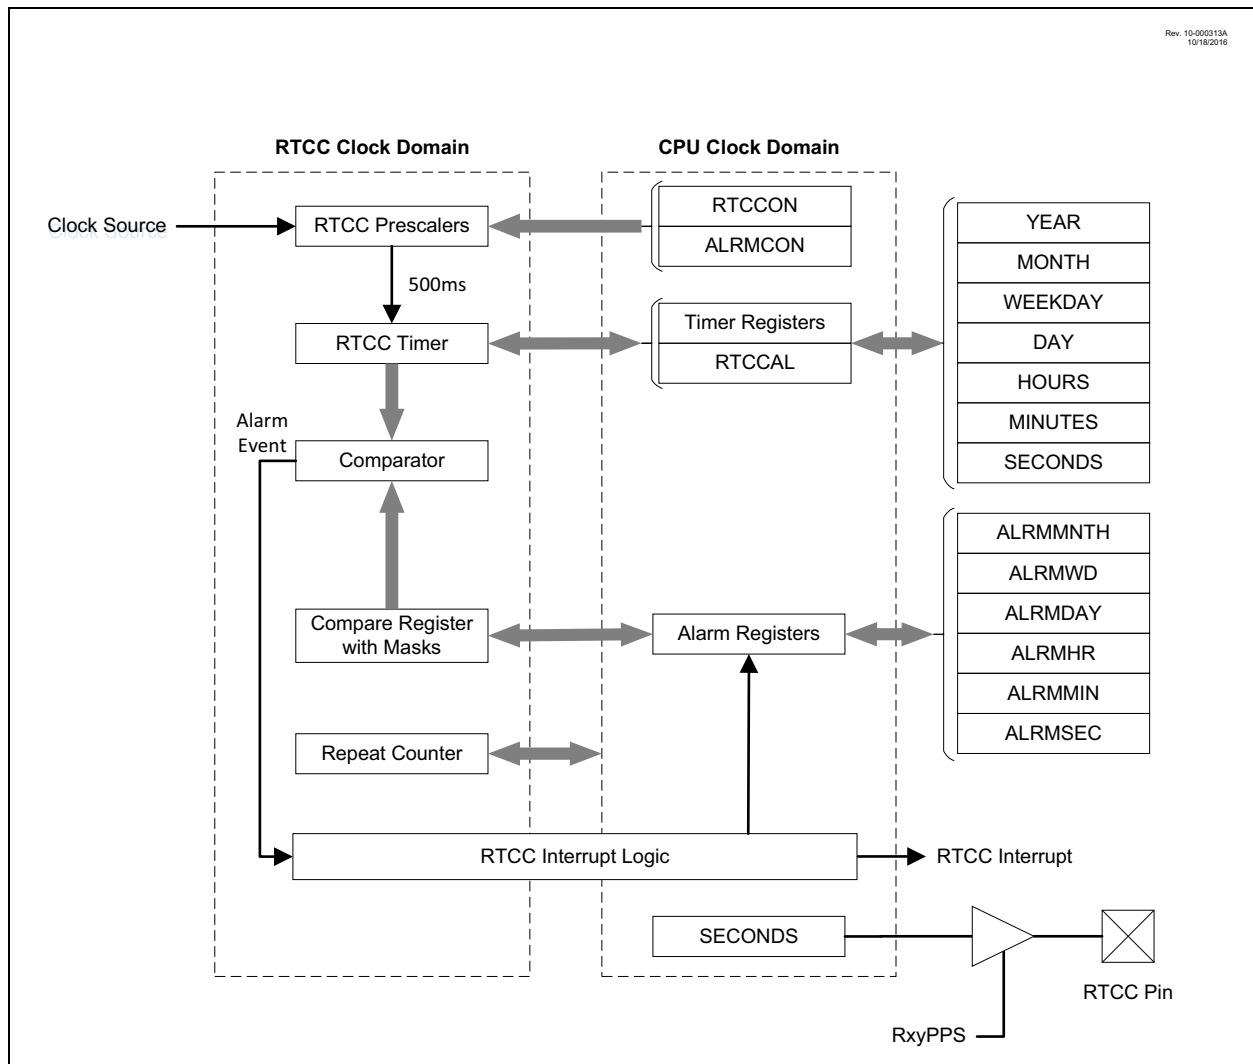 Rev. 10-000313A
10/18/2016
RTCC Clock Domain
CPU Clock Domain
Clock Source
RTCC Prescalers
RTCCON
ALRMCON
YEAR
MONTH
WEEKDAY
DAY
HOURS
MINUTES
SECONDS
500ms
RTCC Timer
Timer Registers
RTCCAL
Alarm
Event
Comparator
Compare Register
with Masks
Alarm Registers
ALRMMNTH
ALRMWD
ALRMDAY
ALRMHR
ALRMMIN
ALRMSEC
Repeat Counter
RTCC Interrupt Logic
RTCC Interrupt
SECONDS
RTCC Pin
RxyPPS